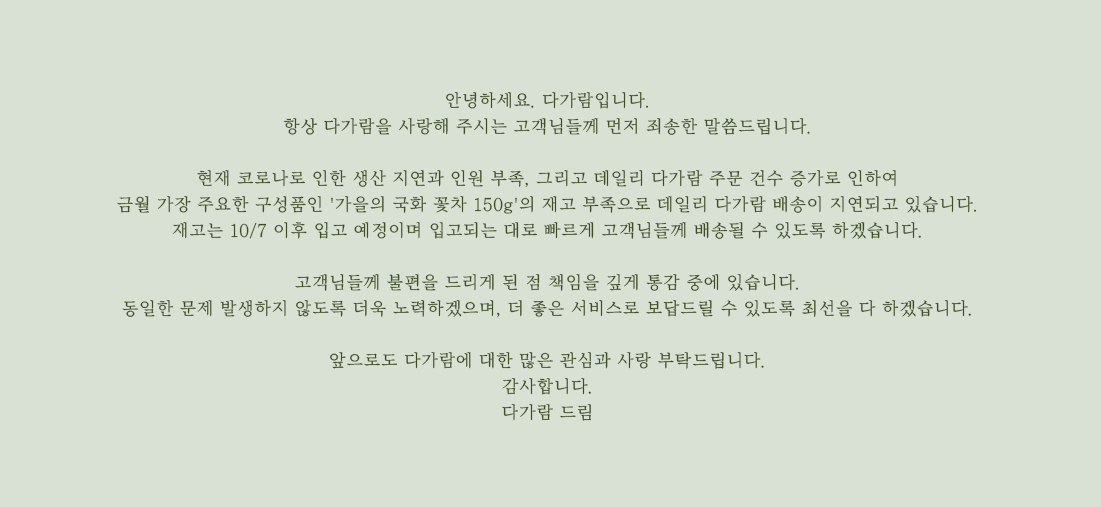 안녕하세요. 다가람입니다.
항상 다가람을 사랑해 주시는 고객님들께 먼저 죄송한 말씀드립니다.
현재 코로나로 인한 생산 지연과 인원 부족, 그리고 데일리 다가람 주문 건수 증가로 인하여
금월 가장 주요한 구성품인 '가을의 국화 꽃차 150g'의 재고 부족으로 데일리 다가람 배송이 지연되고 있습니다.
재고는 10/7 이후 입고 예정이며 입고되는 대로 빠르게 고객님들께 배송될 수 있도록 하겠습니다.
고객님들께 불편을 드리게 된 점 책임을 깊게 통감 중에 있습니다.
동일한 문제 발생하지 않도록 더욱 노력하겠으며, 더 좋은 서비스로 보답드릴 수 있도록 최선을 다 하겠습니다.
앞으로도 다가람에 대한 많은 관심과 사랑 부탁드립니다.
감사합니다.
다가람 드림